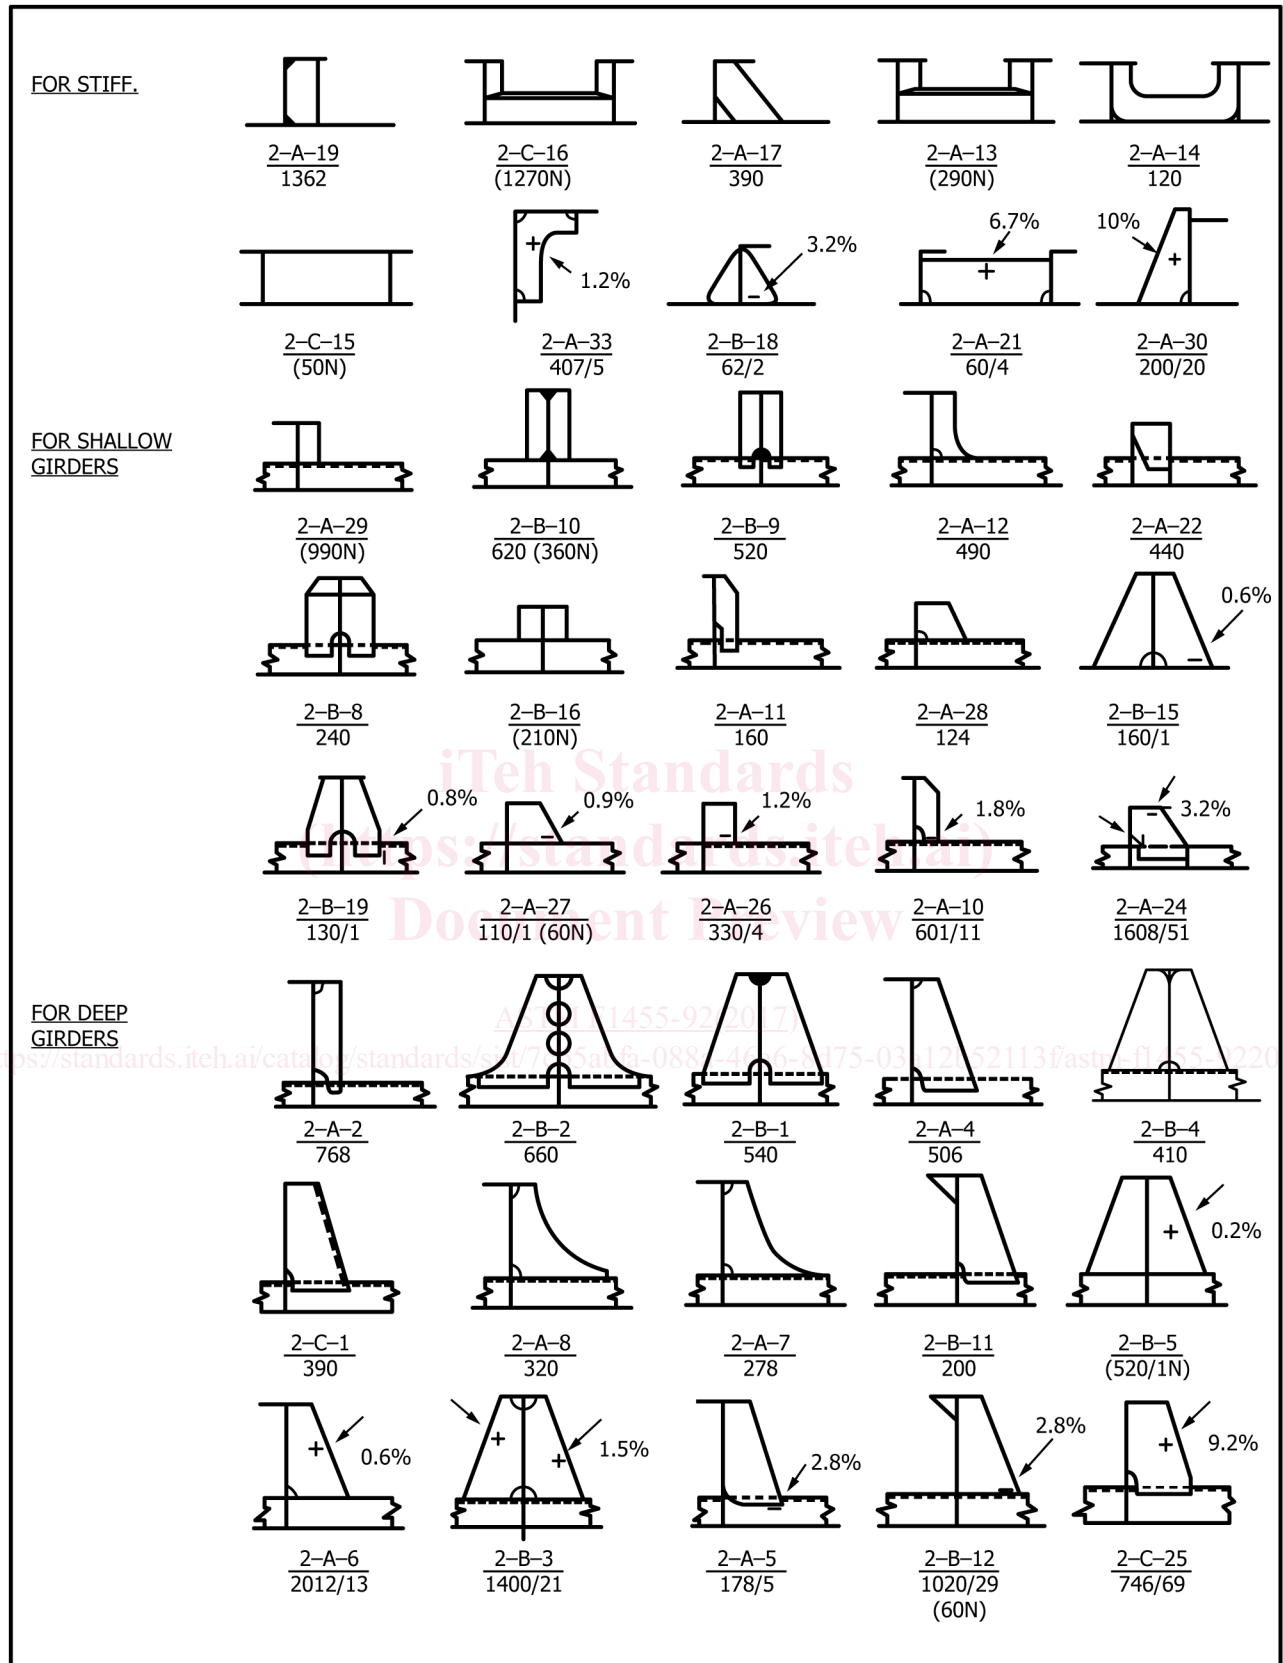 FOR STIFF.
2–A–19
1362
2–C–16
(1270N)
2–A–17
390
2–A–13
(290N)
2–A–14
120
2–C–15
(50N)
1.2%
2–A–33
407/5
3.2%
2–B–18
62/2
6.7%
2–A–21
60/4
10%
2–A–30
200/20
FOR SHALLOW
GIRDERS
2–A–29
(990N)
2–B–10
620 (360N)
2–B–9
520
2–A–12
490
2–A–22
440
2–B–8
240
2–B–16
(210N)
2–A–11
160
2–A–28
124
0.6%
2–B–15
160/1
iTeh Standards
(https://standards.iteh.ai)
Document Preview
0.8%
2–B–19
130/1
0.9%
2–A–27
110/1 (60N)
1.2%
2–A–26
330/4
1.8%
2–A–10
601/11
3.2%
2–A–24
1608/51
FOR DEEP
GIRDERS
ASTM F1455-92(2017)
2–A–2
768
2–B–2
660
2–B–1
540
2–A–4
506
2–B–4
410
2–C–1
390
2–A–8
320
2–A–7
278
2–B–11
200
0.2%
2–B–5
(520/1N)
0.6%
2–A–6
2012/13
1.5%
2–B–3
1400/21
2.8%
2–A–5
178/5
2.8%
2–B–12
1020/29
(60N)
9.2%
2–C–25
746/69